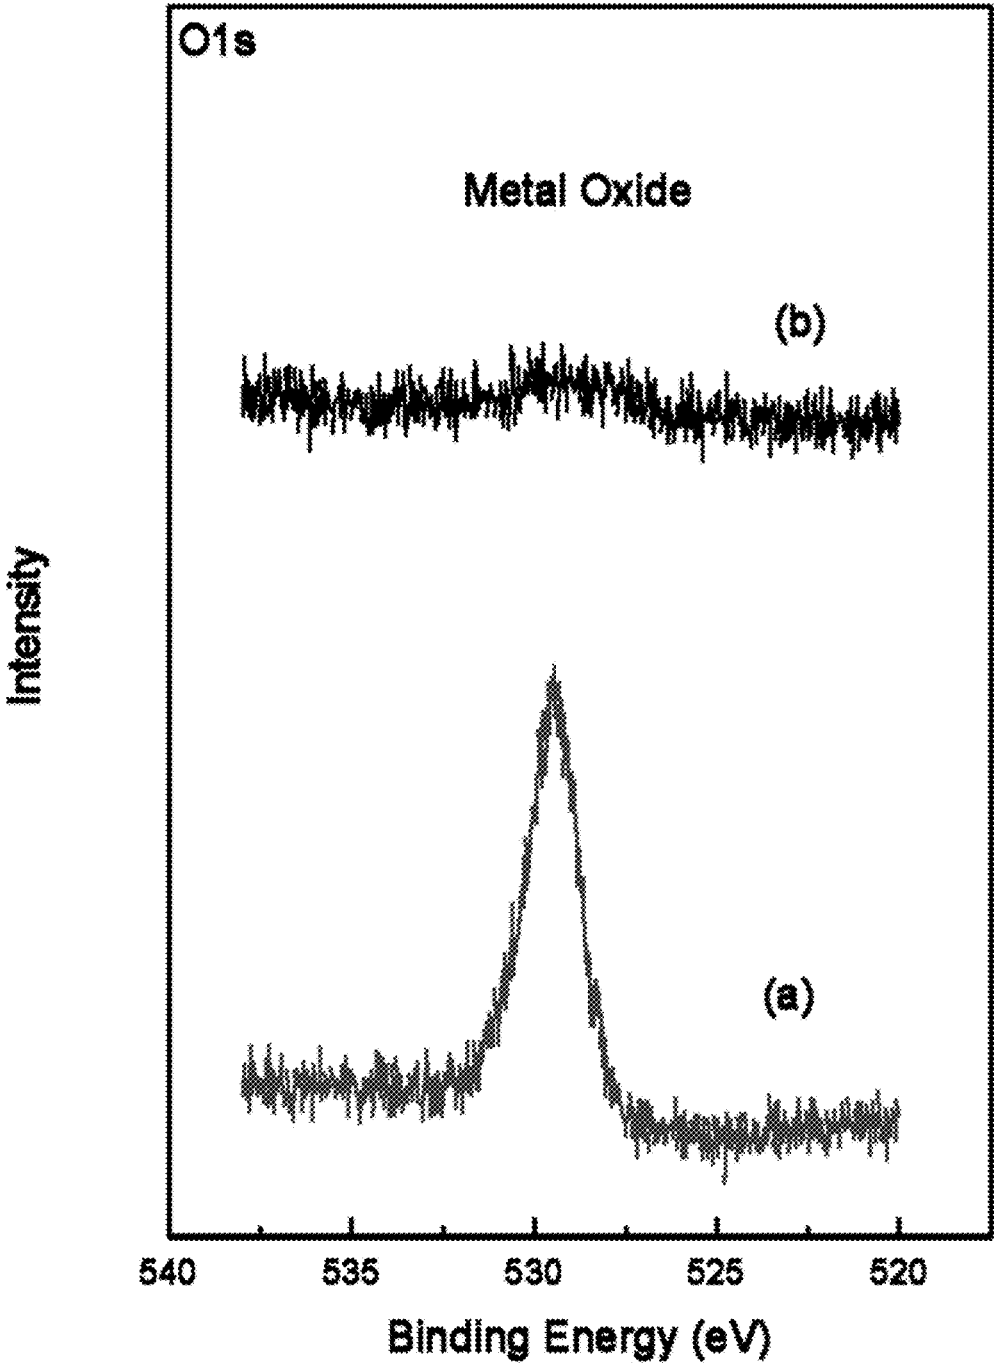 O1s
Metal Oxide
(b)
Intensity
(a)
540 535 530 525 520
Binding Energy (eV)